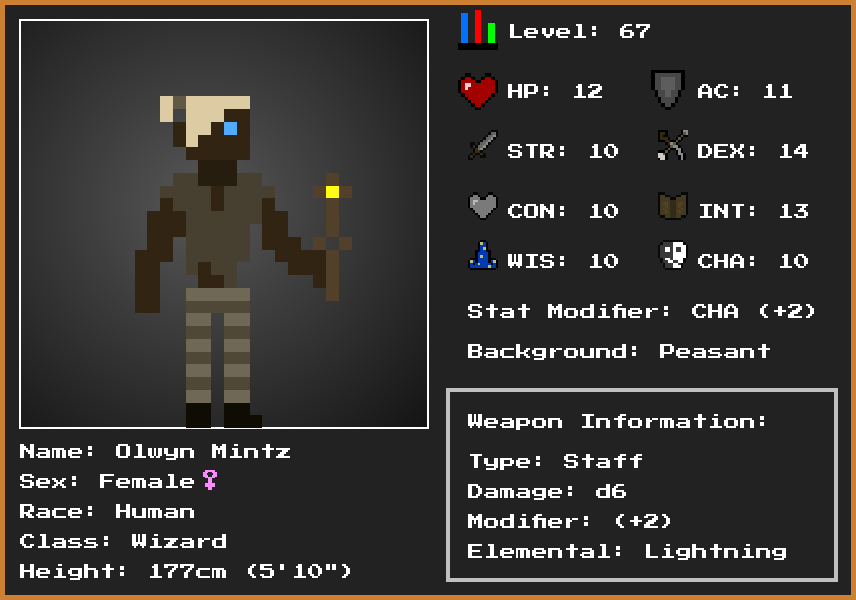 Level: 67
HP: 12
AC: 11
STR: 10
DEX: 14
CON: 10
INT: 13
WIS: 10
CHA: 10
Stat Modifier: CHA (+2)
Background: Peasant
Weapon Information:
Type: Staff
Damage: d6
Modifier: (+2)
Elemental: Lightning
Name: Olwyn Mintz
Sex: Female♀
Race: Human
Class: Wizard
Height: 177cm (5'10")